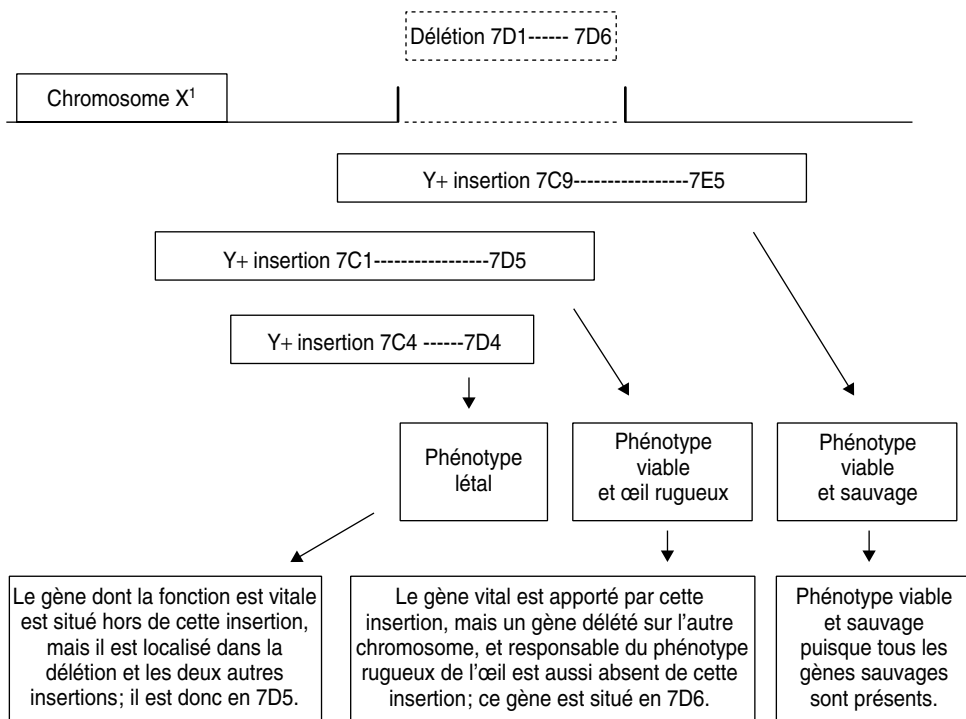 Délétion 7D1------ 7D6
Chromosome X¹
Y+ insertion 7C9-----------------7E5
Y+ insertion 7C1-----------------7D5
Y+ insertion 7C4 ------7D4
Phénotype
létal
Phénotype
viable
et œil rugueux
Phénotype
viable
et sauvage
Le gène dont la fonction est vitale
est situé hors de cette insertion,
mais il est localisé dans la
délétion et les deux autres
insertions; il est donc en 7D5.
Le gène vital est apporté par cette
insertion, mais un gène délété sur l'autre
chromosome, et responsable du phénotype
rugueux de l'œil est aussi absent de cette
insertion; ce gène est situé en 7D6.
Phénotype viable
et sauvage
puisque tous les
gènes sauvages
sont présents.